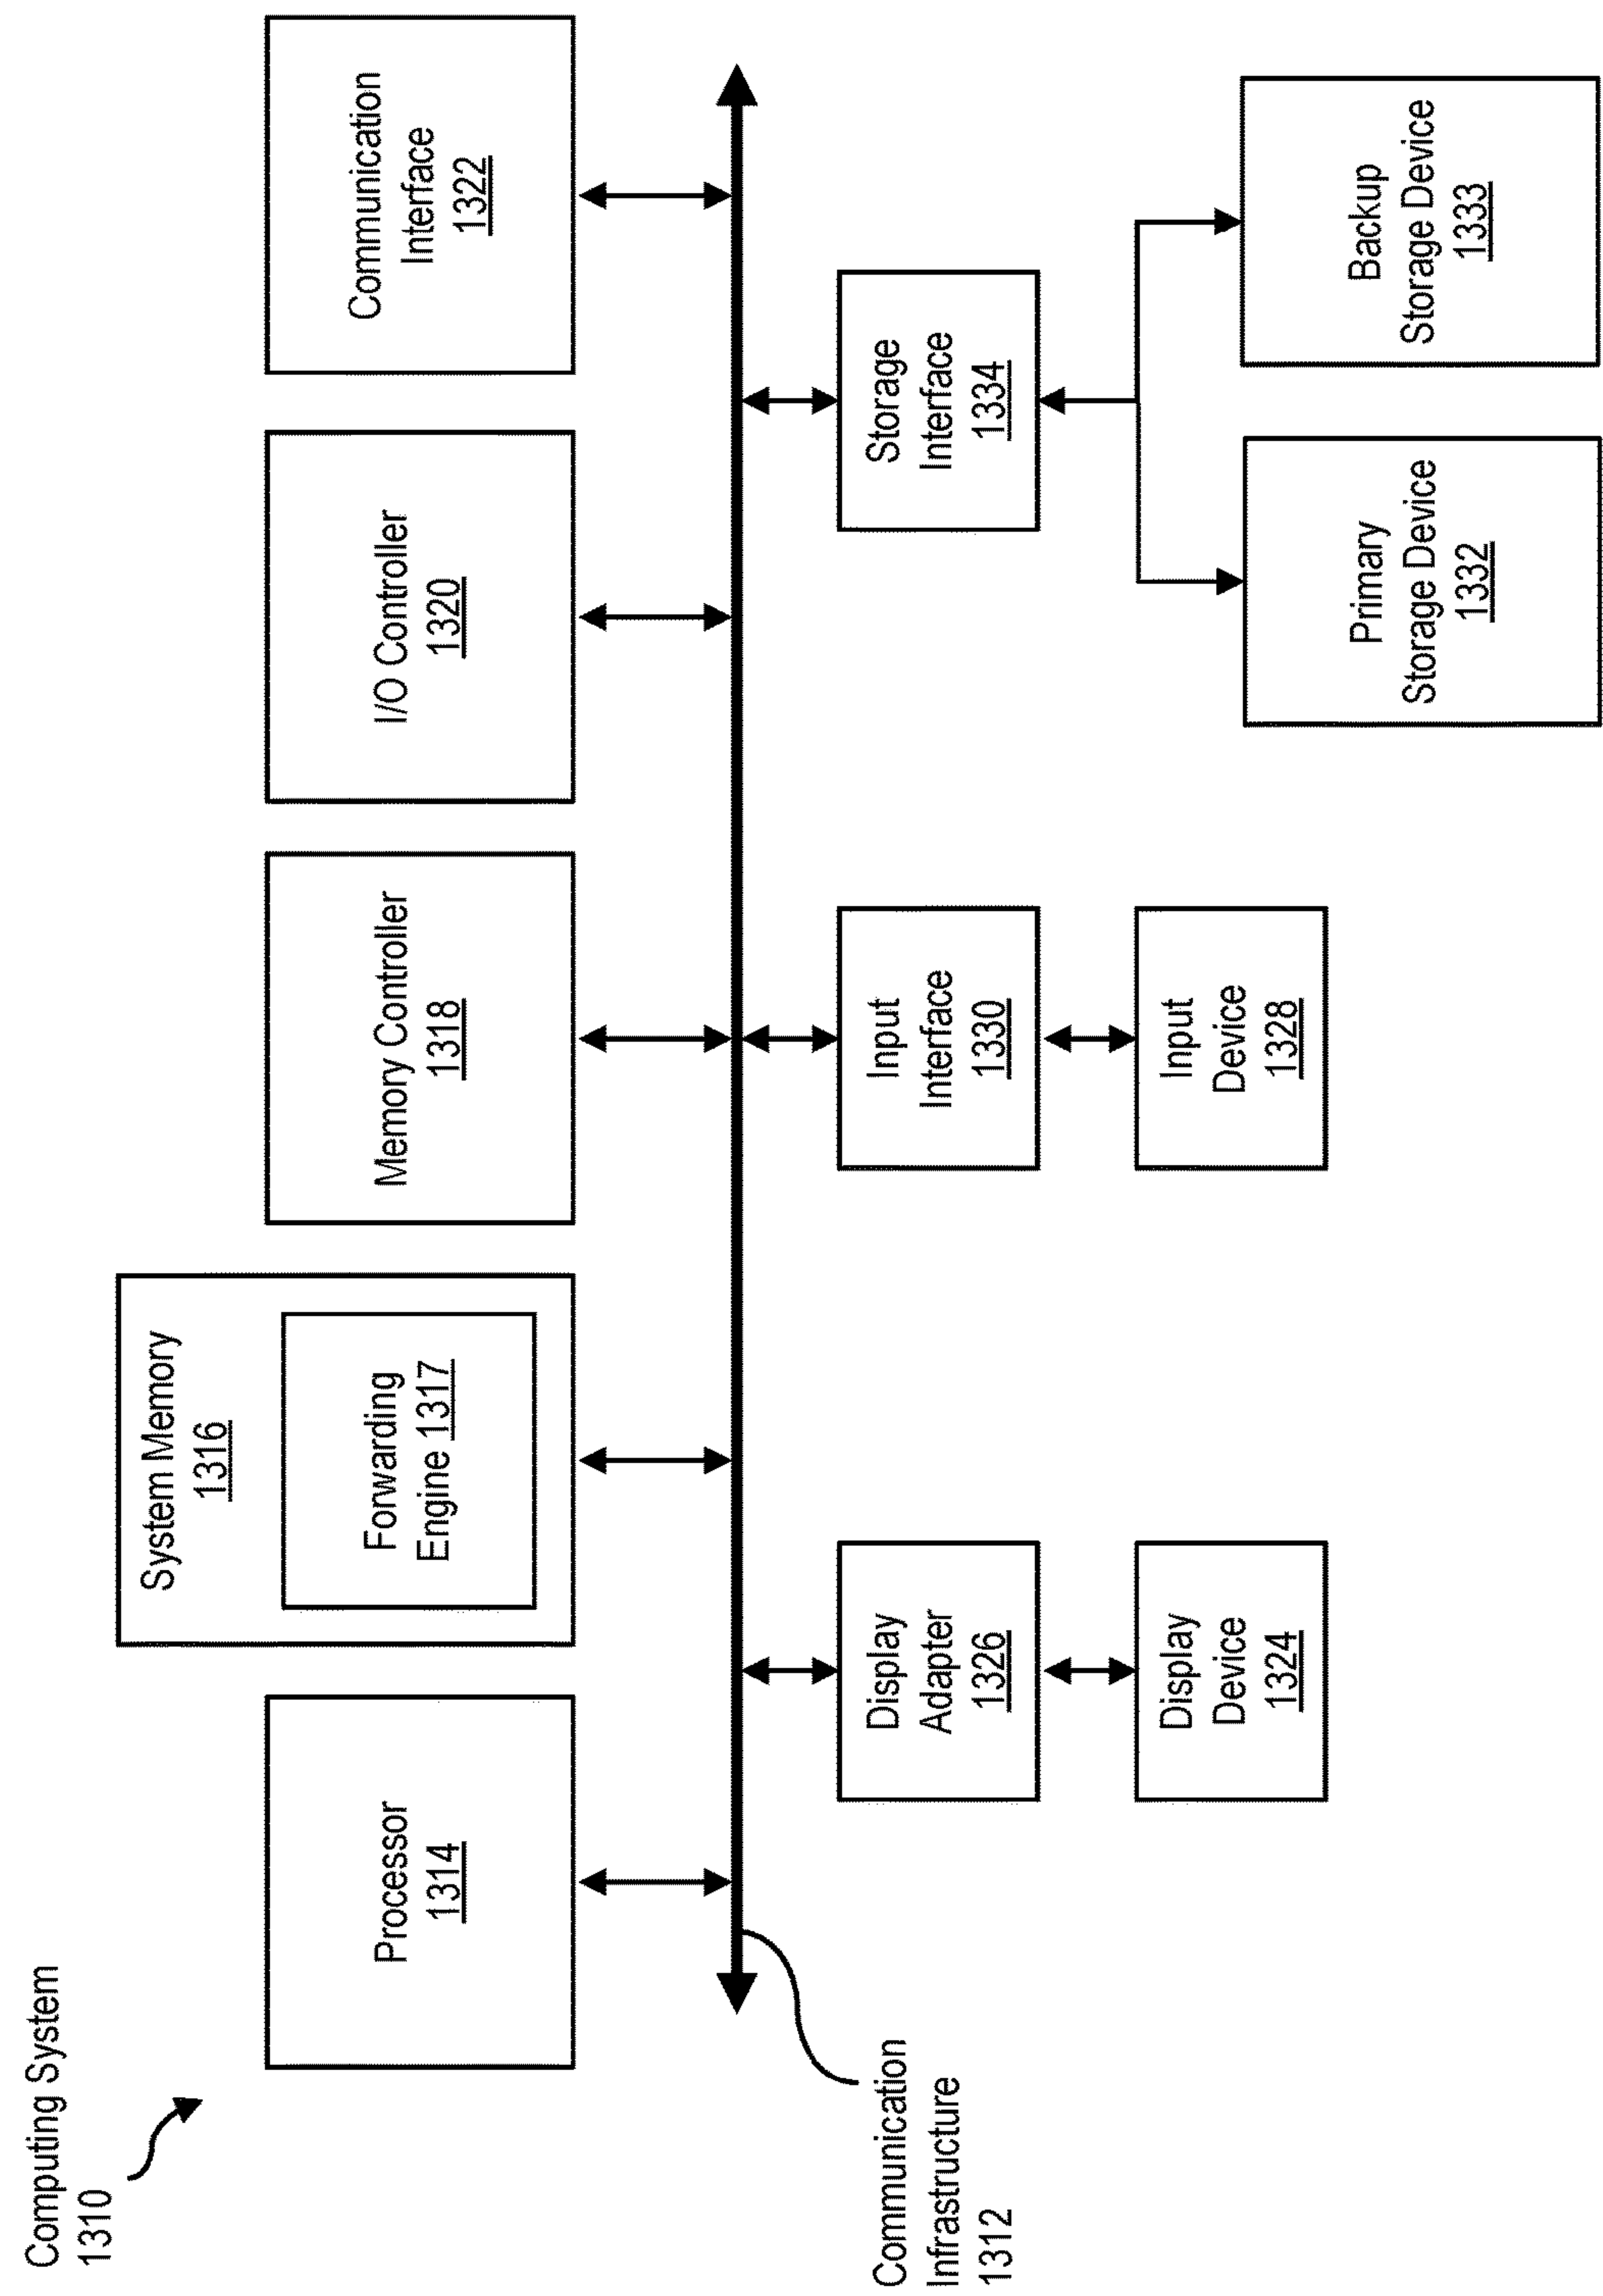 Computing System
1310
Processor
1314
System Memory
1316
Forwarding
Engine 1317
Memory Controller
1318
I/O Controller
1320
Communication
Interface
1322
Communication
Infrastructure
1312
Display
Adapter
1326
Input
Interface
1330
Storage
Interface
1334
Display
Device
1324
Input
Device
1328
Primary
Storage Device
1332
Backup
Storage Device
1333